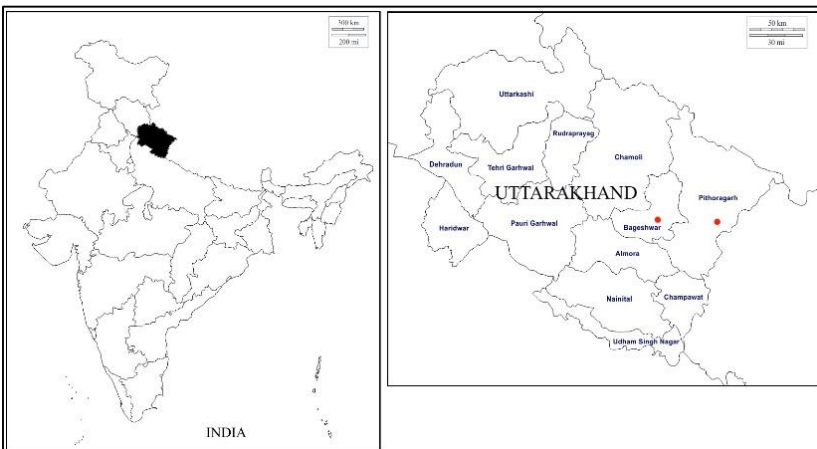 300 km
200 mi
INDIA
50 km
30 mi
Uttarkashi
Rudraprayag
Chamoli
Dehradun
Tehri Garhwal
UTTARAKHAND
Pithoragarh
Haridwar
Pauri Garhwal
Bageshwar
Almora
Nainital
Champawat
Udham Singh Nagar